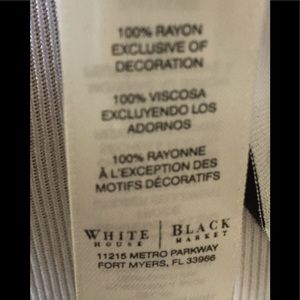 100% RAYON
EXCLUSIVE OF
DECORATION
100% VISCOSA
EXCLUYENDO LOS
ADORNOS
100% RAYONNE
À L'EXCEPTION DES
MOTIFS DÉCORATIFS
WHITE | BLACK
HOUSE | MARKET
11215 METRO PARKWAY
FORT MYERS, FL 33966